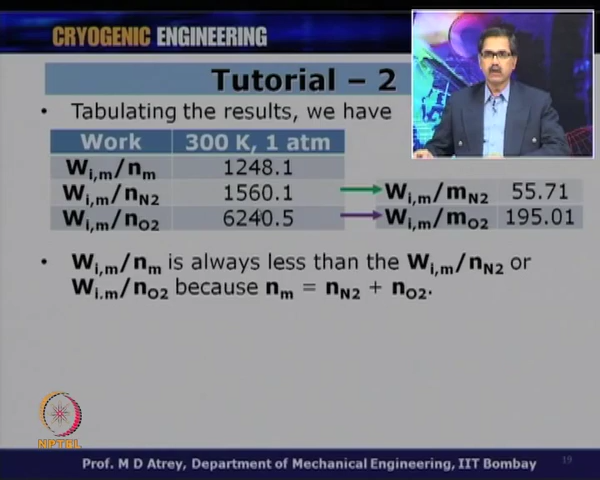 CRYOGENIC ENGINEERING
Tutorial – 2
• Tabulating the results, we have
Work 300 K, 1 atm
Wi,m/nm 1248.1
Wi,m/nN2 1560.1 Wi,m/mN2 55.71
Wi,m/nO2 6240.5 Wi,m/mO2 195.01
• Wi,m/nm is always less than the Wi,m/nN2 or
Wi.m/nO2 because nm = nN2 + nO2.
NPTEL
Prof. M D Atrey, Department of Mechanical Engineering, IIT Bombay 19